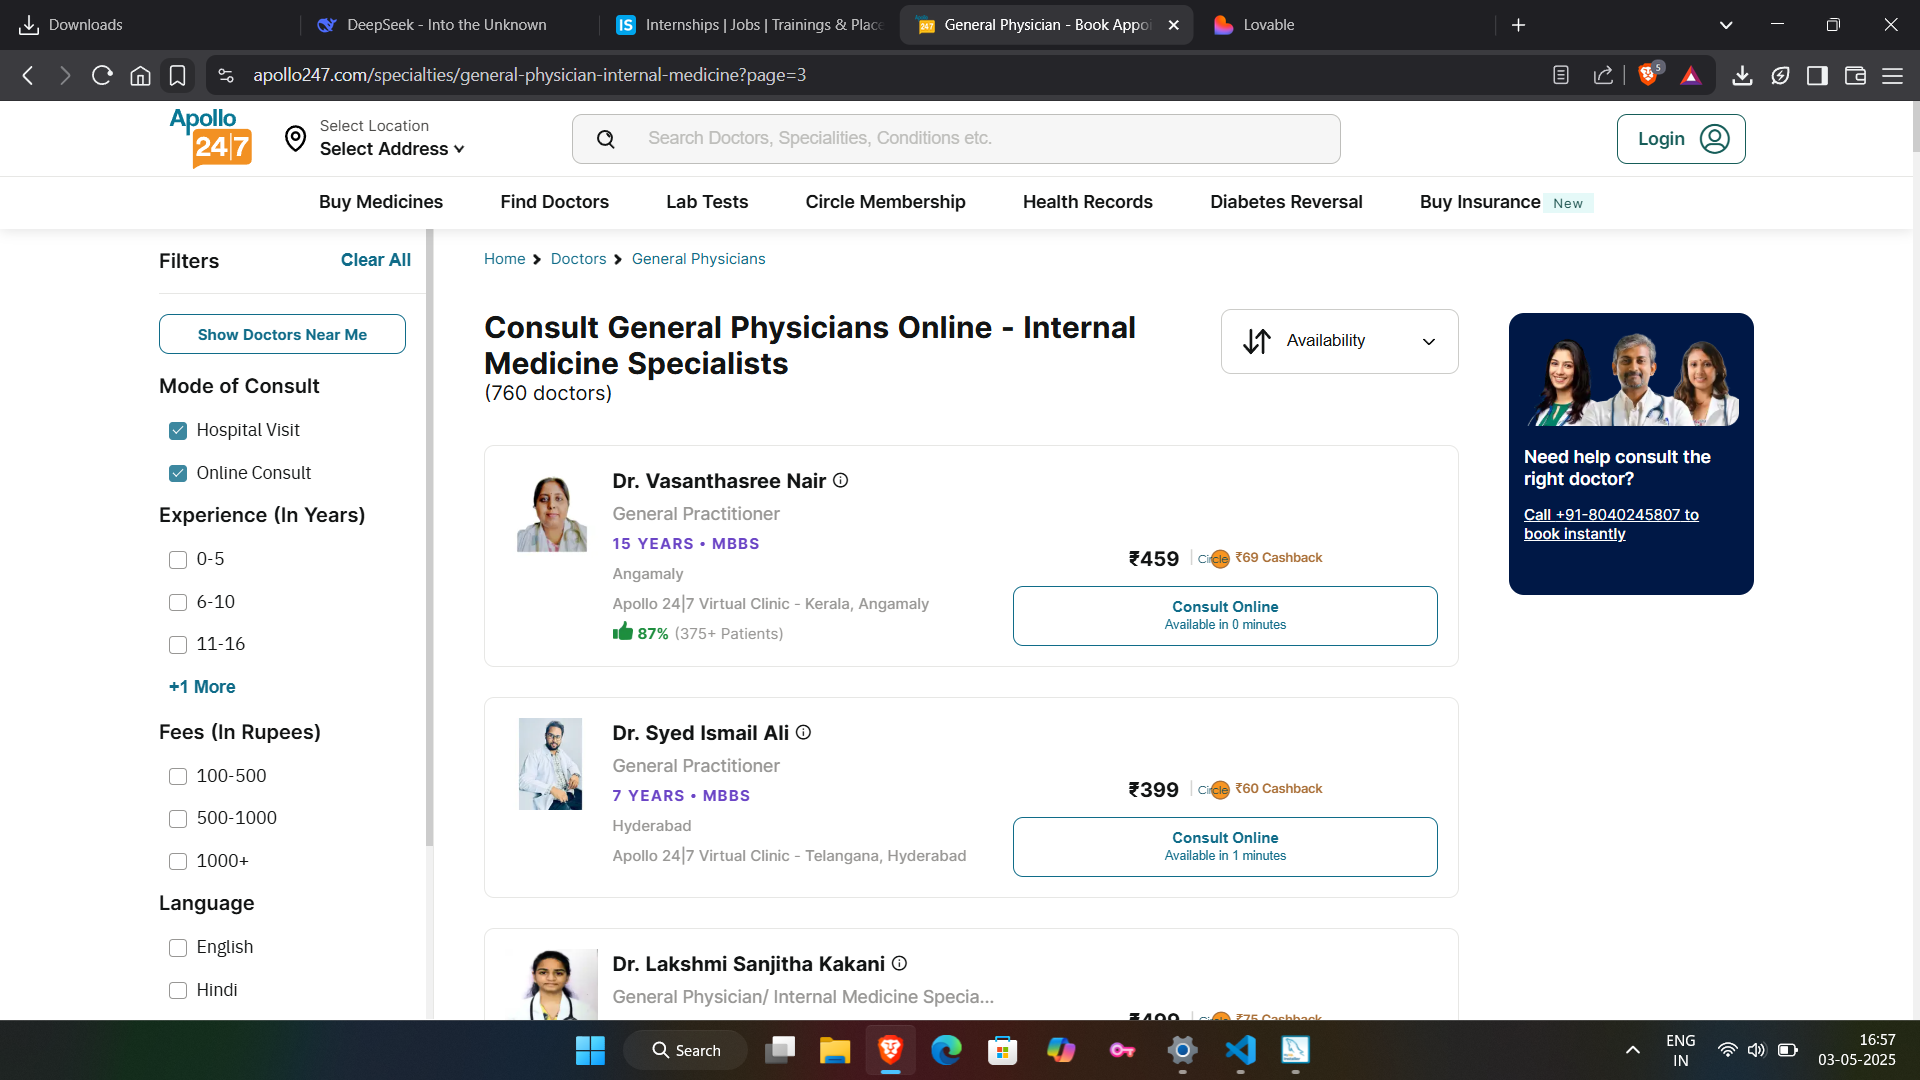 Downloads
DeepSeek - Into the Unknown
Internships | Jobs | Trainings & Place
General Physician - Book Appoi
Lovable
apollo247.com/specialties/general-physician-internal-medicine?page=3
5
Apollo
24|7
Select Location
Select Address
Search Doctors, Specialities, Conditions etc.
Login
Buy Medicines
Find Doctors
Lab Tests
Circle Membership
Health Records
Diabetes Reversal
Buy Insurance
New
Filters
Clear All
Show Doctors Near Me
Mode of Consult
Hospital Visit
Online Consult
Experience (In Years)
0-5
6-10
11-16
+1 More
Fees (In Rupees)
100-500
500-1000
1000+
Language
English
Hindi
Home
Doctors
General Physicians
Consult General Physicians Online - Internal
Medicine Specialists
(760 doctors)
Availability
Dr. Vasanthasree Nair
General Practitioner
15 YEARS • MBBS
Angamaly
Apollo 24|7 Virtual Clinic - Kerala, Angamaly
87% (375+ Patients)
₹459
Circle ₹69 Cashback
Consult Online
Available in 0 minutes
Dr. Syed Ismail Ali
General Practitioner
7 YEARS • MBBS
Hyderabad
Apollo 24|7 Virtual Clinic - Telangana, Hyderabad
₹399
Circle ₹60 Cashback
Consult Online
Available in 1 minutes
Dr. Lakshmi Sanjitha Kakani
General Physician/ Internal Medicine Specia...
₹499
Circle ₹75 Cashback
Need help consult the
right doctor?
Call +91-8040245807 to
book instantly
Search
ENG
IN
16:57
03-05-2025